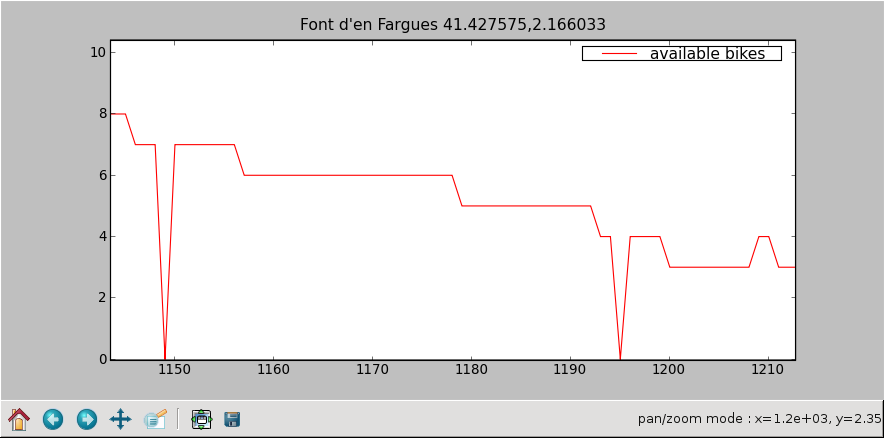 Font d'en Fargues 41.427575,2.166033
available bikes
10
8
6
4
2
0
1150 1160 1170 1180 1190 1200 1210
pan/zoom mode : x=1.2e+03, y=2.35